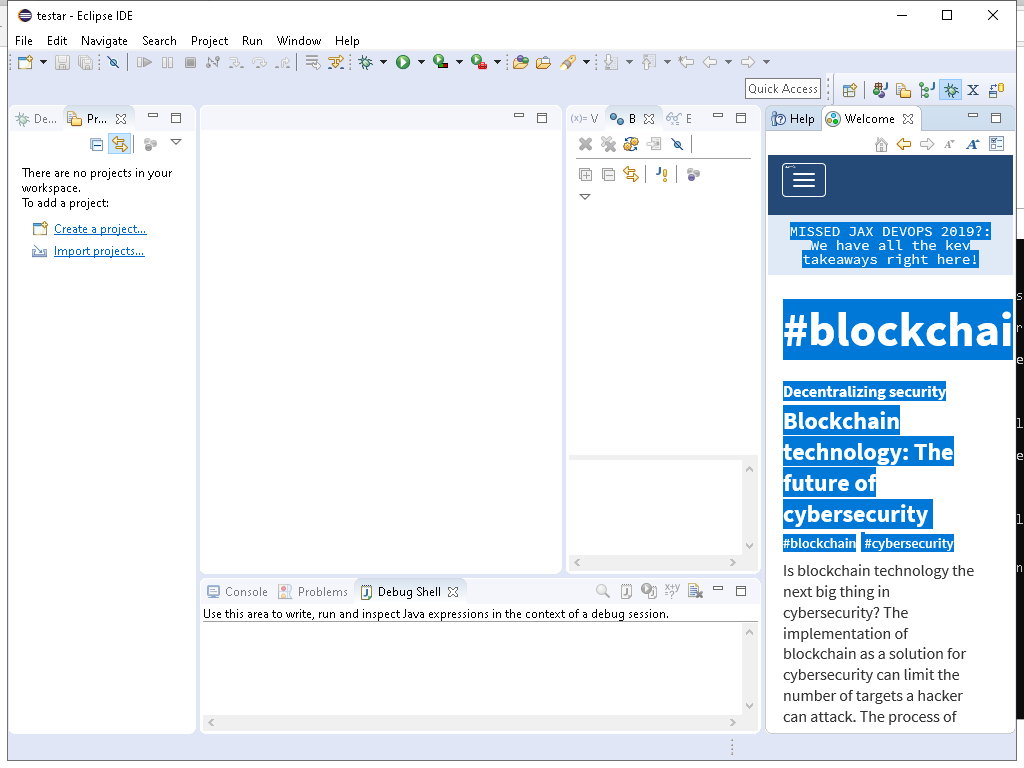 testar - Eclipse IDE
File Edit Navigate Search Project Run Window Help
Quick Access
De... Pr...
There are no projects in your
workspace.
To add a project:
Create a project...
Import projects...
(x)= V B E
Help Welcome
MISSED JAX DEVOPS 2019?:
We have all the key
takeaways right here!
#blockchai
Decentralizing security
Blockchain
technology: The
future of
cybersecurity
#blockchain #cybersecurity
Is blockchain technology the
next big thing in
cybersecurity? The
implementation of
blockchain as a solution for
cybersecurity can limit the
number of targets a hacker
can attack. The process of
Console Problems Debug Shell
Use this area to write, run and inspect Java expressions in the context of a debug session.